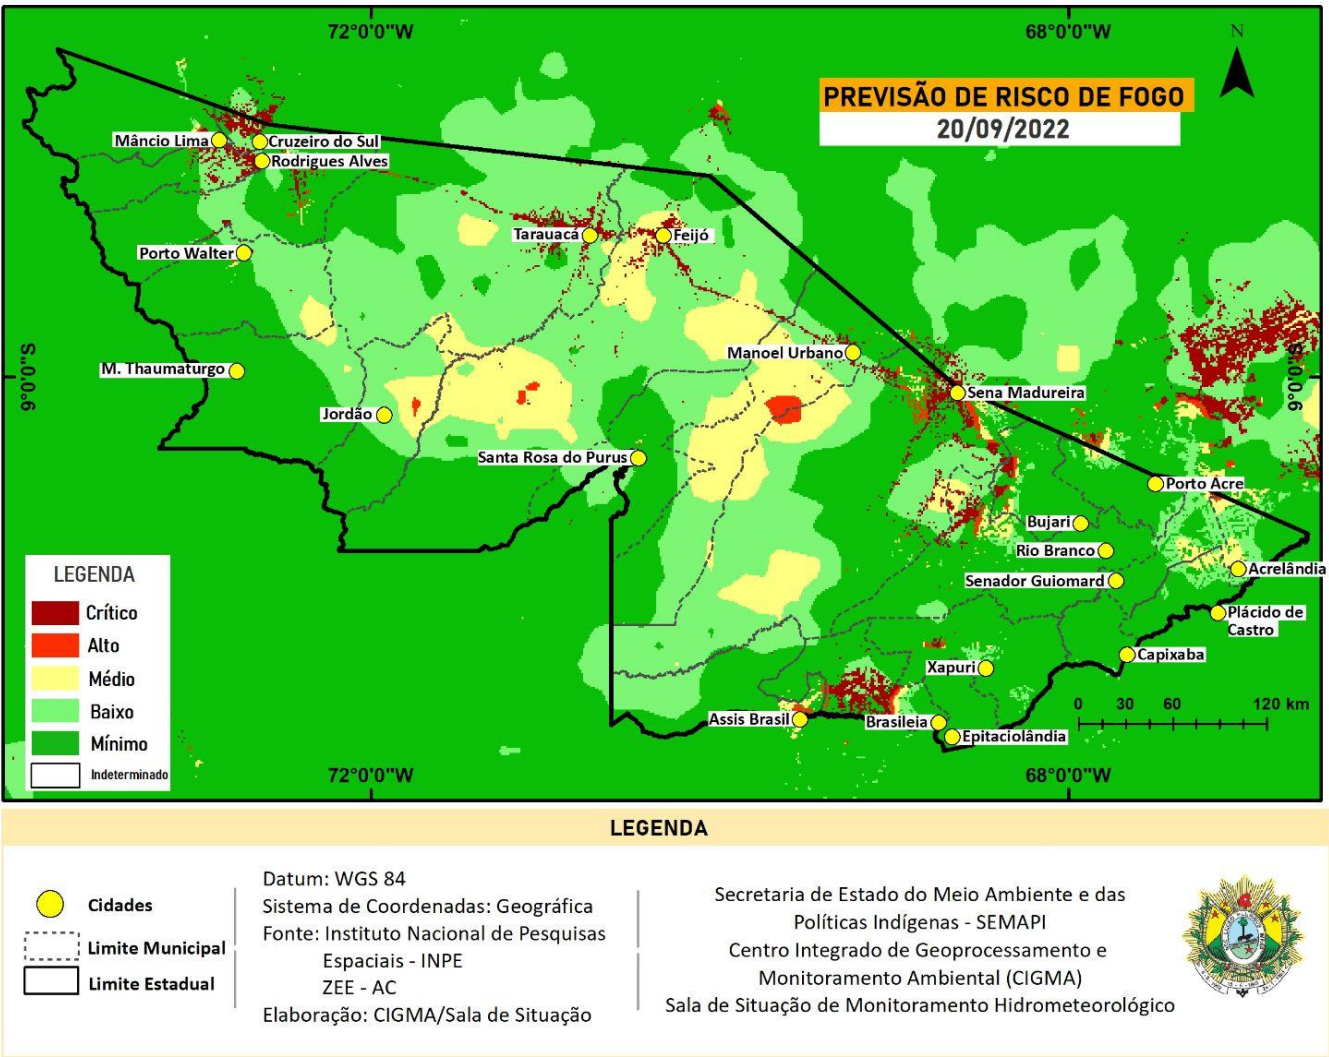 72°0'0"W
68°0'0"W
N
PREVISÃO DE RISCO DE FOGO
20/09/2022
Mâncio Lima
Cruzeiro do Sul
Rodrigues Alves
Tarauacá
Feijó
Porto Walter
Manoel Urbano
9°0'0"S
9°0'0"S
M. Thaumaturgo
Sena Madureira
Jordão
Santa Rosa do Purus
Porto Acre
Bujari
Rio Branco
Acrelândia
Senador Guiomard
Plácido de
Castro
Capixaba
Xapuri
Assis Brasil
Brasileia
Epitaciolândia
0 30 60 120 km
LEGENDA
Crítico
Alto
Médio
Baixo
Mínimo
Indeterminado
72°0'0"W
68°0'0"W
LEGENDA
Cidades
Limite Municipal
Limite Estadual
Datum: WGS 84
Sistema de Coordenadas: Geográfica
Fonte: Instituto Nacional de Pesquisas
Espaciais - INPE
ZEE - AC
Elaboração: CIGMA/Sala de Situação
Secretaria de Estado do Meio Ambiente e das
Políticas Indígenas - SEMAPI
Centro Integrado de Geoprocessamento e
Monitoramento Ambiental (CIGMA)
Sala de Situação de Monitoramento Hidrometeorológico